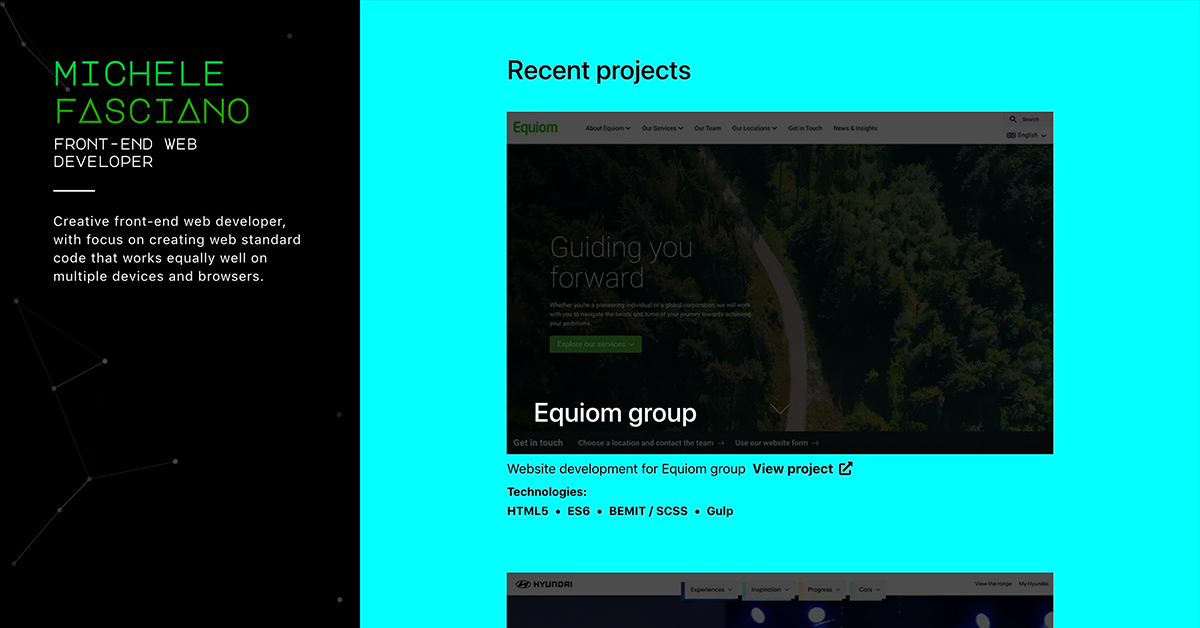 MICHELE
FASCIANO
FRONT-END WEB
DEVELOPER
Creative front-end web developer,
with focus on creating web standard
code that works equally well on
multiple devices and browsers.
Recent projects
Equiom
About Equiom
Our Services
Our Team
Our Locations
Get in Touch
News & Insights
Search
English
Guiding you
forward
Whether you're a pioneering individual or a global corporation, we will work
with you to navigate the twists and turns of your journey towards achieving
your ambitions.
Explore our services
Equiom group
Get in touch
Choose a location and contact the team →
Use our website form →
Website development for Equiom group View project
Technologies:
HTML5 • ES6 • BEMIT / SCSS • Gulp
HYUNDAI
Experiences
Inspiration
Progress
Cars
View the range
My Hyundai